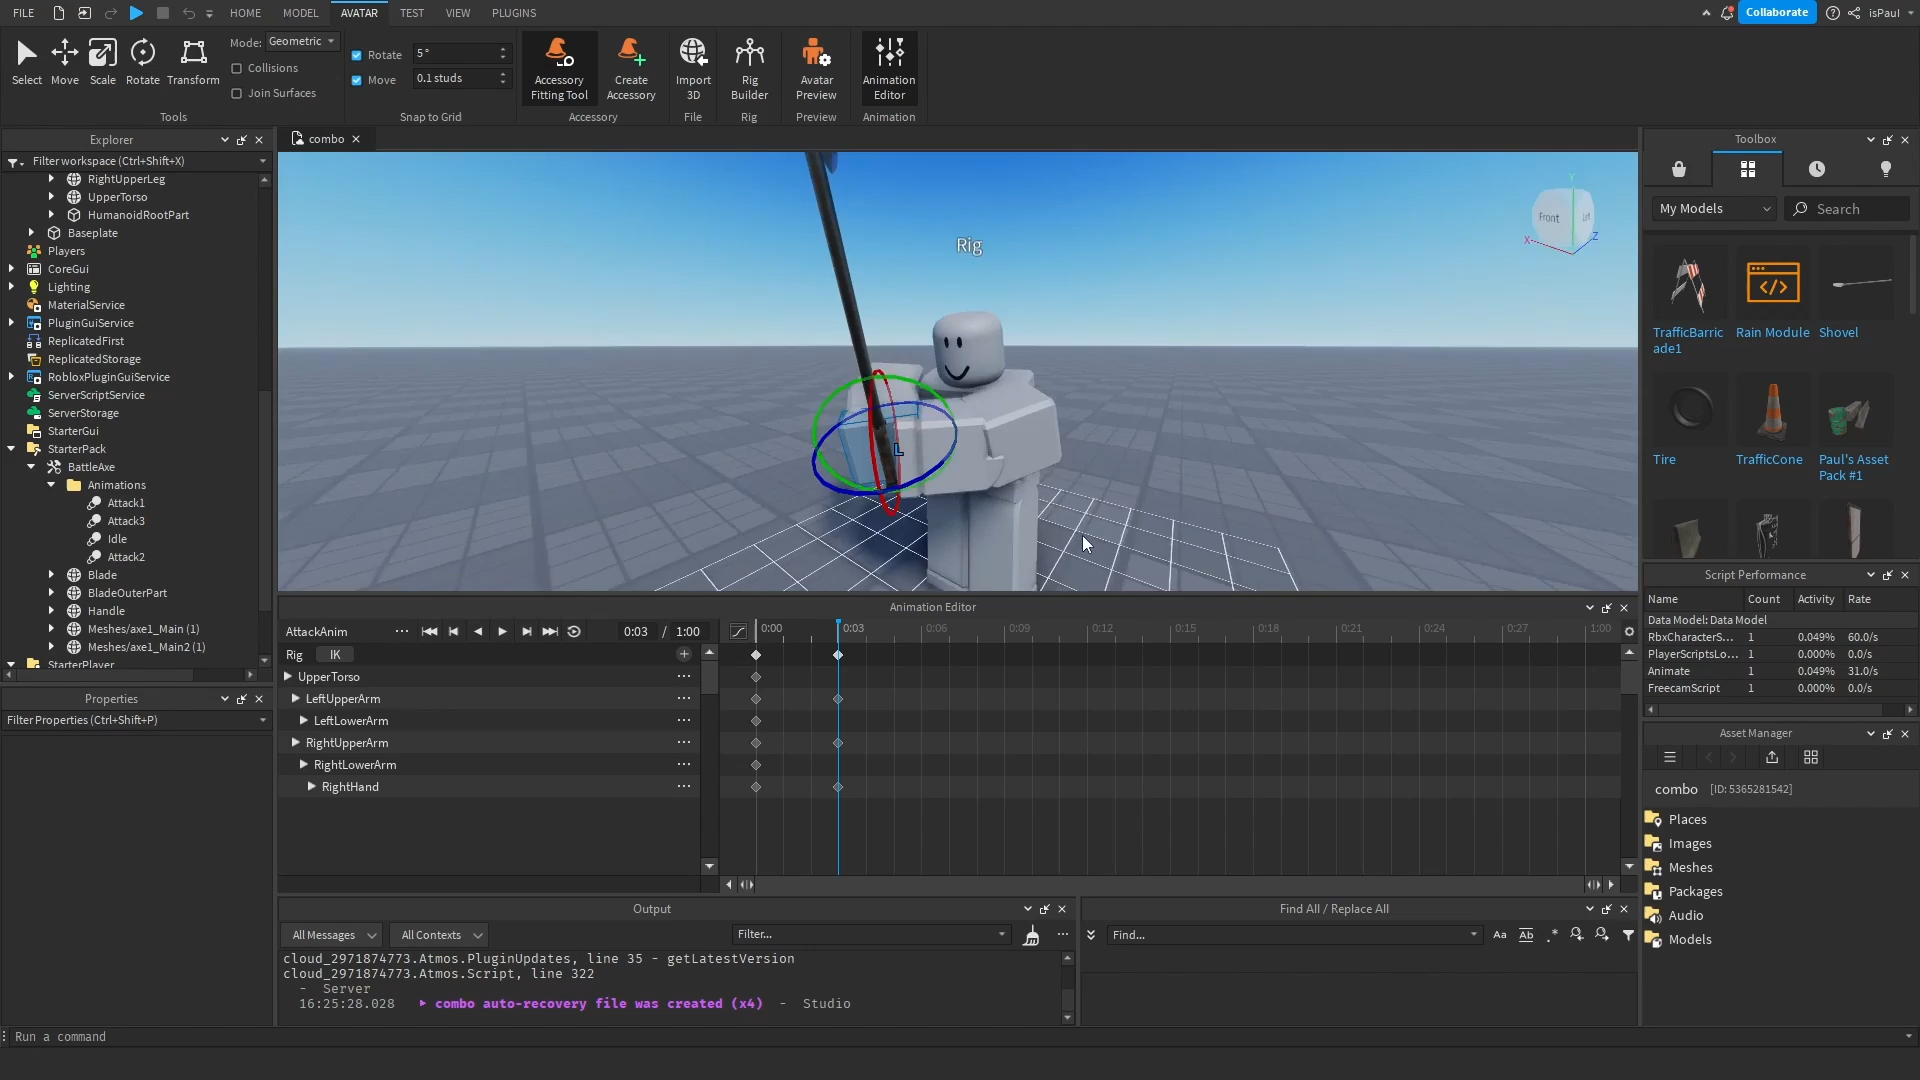 FILE HOME MODEL AVATAR TEST VIEW PLUGINS Collaborate isPaul
Select Move Scale Rotate Transform
Mode: Geometric
Collisions
Join Surfaces
Tools
Rotate 5°
Move 0.1 studs
Snap to Grid
Accessory Fitting Tool
Create Accessory
Accessory
Import 3D
File
Rig Builder
Rig
Avatar Preview
Preview
Animation Editor
Animation
Explorer
Filter workspace (Ctrl+Shift+X)
RightUpperLeg
UpperTorso
HumanoidRootPart
Baseplate
Players
CoreGui
Lighting
MaterialService
PluginGuiService
ReplicatedFirst
ReplicatedStorage
RobloxPluginGuiService
ServerScriptService
ServerStorage
StarterGui
StarterPack
BattleAxe
Animations
Attack1
Attack3
Idle
Attack2
Blade
BladeOuterPart
Handle
Meshes/axe1_Main (1)
Meshes/axe1_Main2 (1)
StarterPlayer
Properties
Filter Properties (Ctrl+Shift+P)
combo
Rig
Front
Y
X
Z
L
Animation Editor
AttackAnim 0:03 / 1:00
0:00 0:03 0:06 0:09 0:12 0:15 0:18 0:21 0:24 0:27 1:00
Rig IK
UpperTorso
LeftUpperArm
LeftLowerArm
RightUpperArm
RightLowerArm
RightHand
Output
All Messages All Contexts Filter...
cloud_2971874773.Atmos.PluginUpdates, line 35 - getLatestVersion
cloud_2971874773.Atmos.Script, line 322
- Server
16:25:28.028 combo auto-recovery file was created (x4) - Studio
Find All / Replace All
Find...
Aa Ab .*
Toolbox
My Models Search
TrafficBarric
ade1
Rain Module
Shovel
Tire
TrafficCone
Paul's Asset
Pack #1
Script Performance
Name Count Activity Rate
Data Model: Data Model
RbxCharacterS... 1 0.049% 60.0/s
PlayerScriptsLo... 1 0.000% 0.0/s
Animate 1 0.049% 31.0/s
FreecamScript 1 0.000% 0.0/s
Asset Manager
combo [ID: 5365281542]
Places
Images
Meshes
Packages
Audio
Models
Run a command